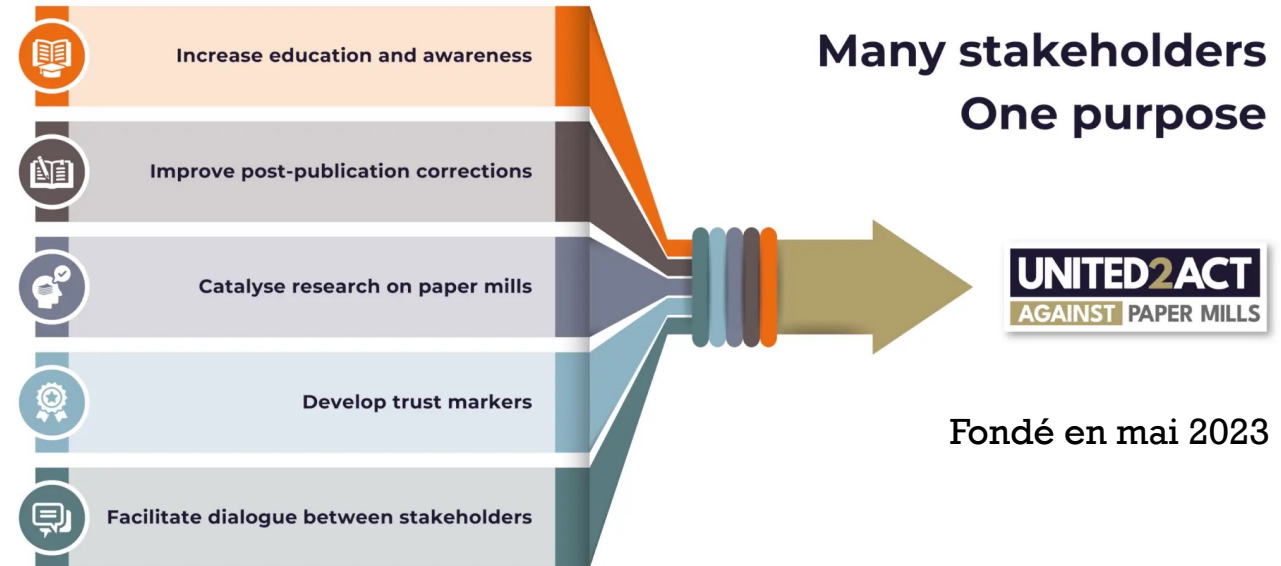 Increase education and awareness
Improve post-publication corrections
Catalyse research on paper mills
Develop trust markers
Facilitate dialogue between stakeholders
Many stakeholders
One purpose
UNITED2ACT
AGAINST PAPER MILLS
Fondé en mai 2023